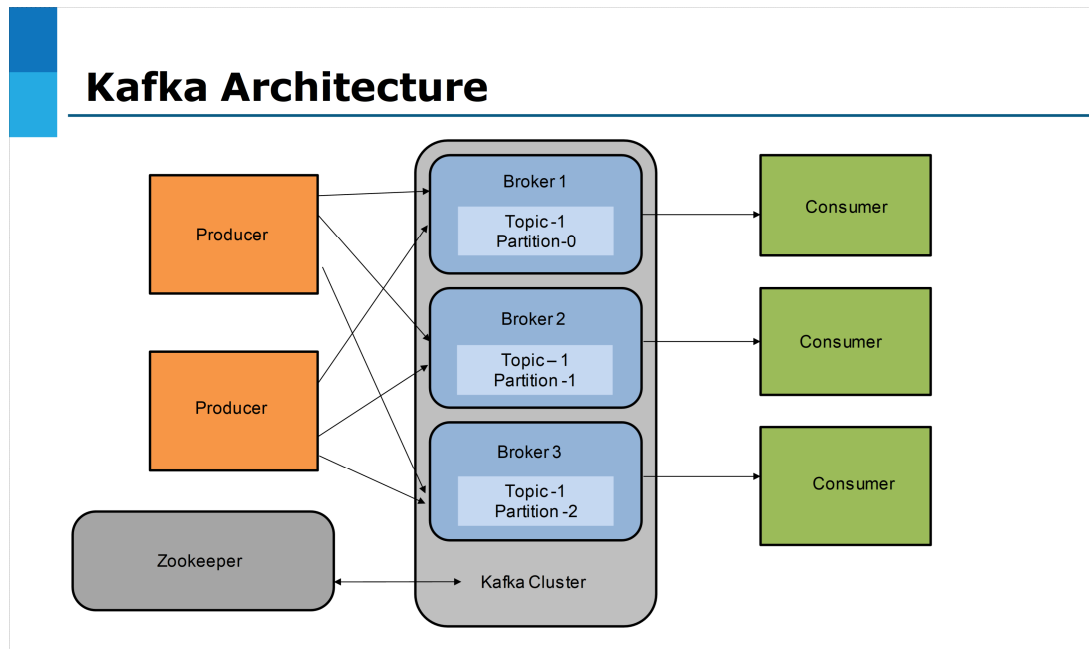 Kafka Architecture
Producer
Producer
Zookeeper
Broker 1
Topic -1
Partition-0
Broker 2
Topic – 1
Partition -1
Broker 3
Topic -1
Partition -2
Kafka Cluster
Consumer
Consumer
Consumer